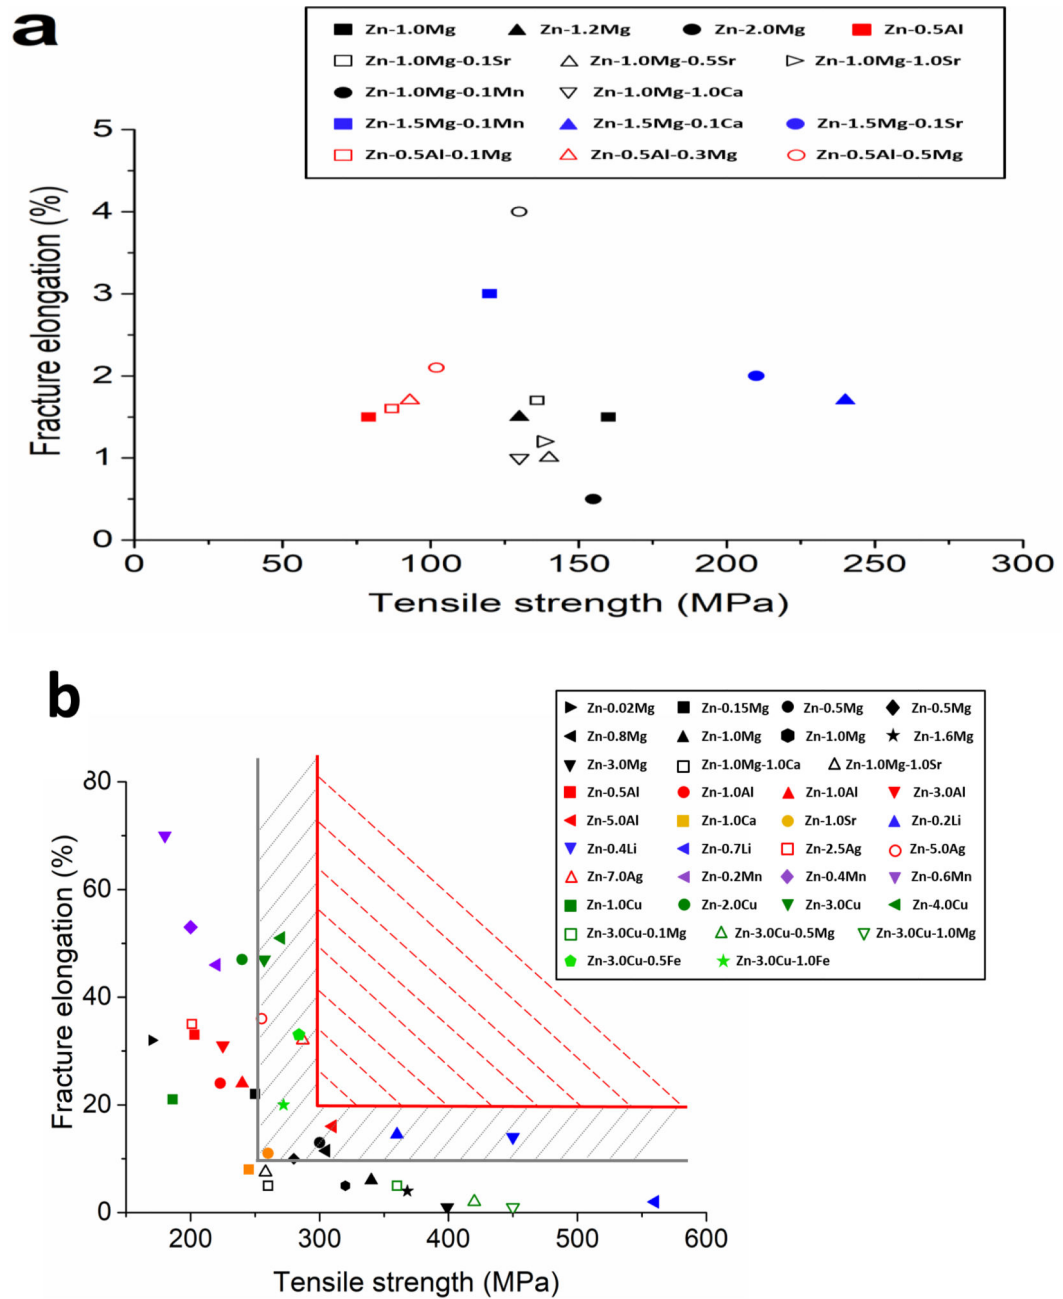 a
Zn-1.0Mg Zn-1.2Mg Zn-2.0Mg Zn-0.5Al
Zn-1.0Mg-0.1Sr Zn-1.0Mg-0.5Sr Zn-1.0Mg-1.0Sr
Zn-1.0Mg-0.1Mn Zn-1.0Mg-1.0Ca
Zn-1.5Mg-0.1Mn Zn-1.5Mg-0.1Ca Zn-1.5Mg-0.1Sr
Zn-0.5Al-0.1Mg Zn-0.5Al-0.3Mg Zn-0.5Al-0.5Mg
5
4
3
2
1
0
Fracture elongation (%)
0 50 100 150 200 250 300
Tensile strength (MPa)
b
Zn-0.02Mg Zn-0.15Mg Zn-0.5Mg Zn-0.5Mg
Zn-0.8Mg Zn-1.0Mg Zn-1.0Mg Zn-1.6Mg
Zn-3.0Mg Zn-1.0Mg-1.0Ca Zn-1.0Mg-1.0Sr
Zn-0.5Al Zn-1.0Al Zn-1.0Al Zn-3.0Al
Zn-5.0Al Zn-1.0Ca Zn-1.0Sr Zn-0.2Li
Zn-0.4Li Zn-0.7Li Zn-2.5Ag Zn-5.0Ag
Zn-7.0Ag Zn-0.2Mn Zn-0.4Mn Zn-0.6Mn
Zn-1.0Cu Zn-2.0Cu Zn-3.0Cu Zn-4.0Cu
Zn-3.0Cu-0.1Mg Zn-3.0Cu-0.5Mg Zn-3.0Cu-1.0Mg
Zn-3.0Cu-0.5Fe Zn-3.0Cu-1.0Fe
80
60
40
20
0
Fracture elongation (%)
200 300 400 500 600
Tensile strength (MPa)